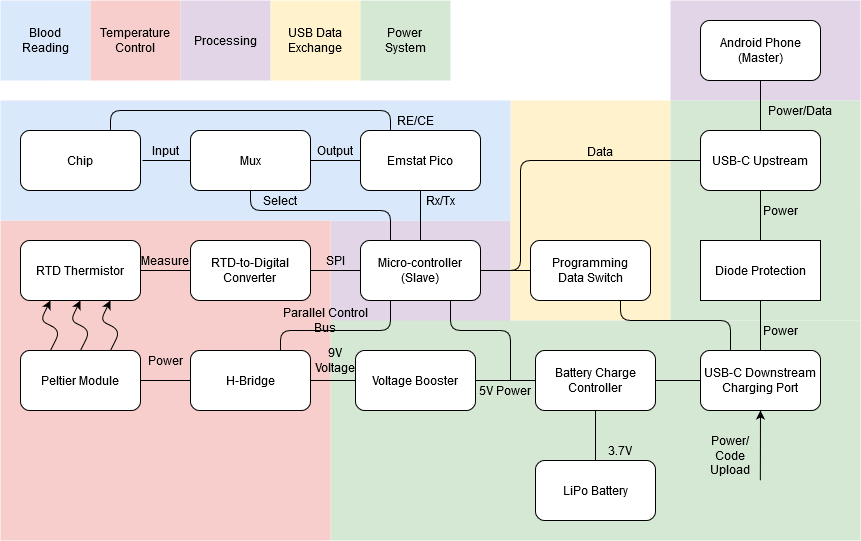 Blood
Reading
Temperature
Control
Processing
USB Data
Exchange
Power
System
Android Phone
(Master)
Power/Data
RE/CE
Chip
Input
Mux
Output
Emstat Pico
Data
USB-C Upstream
Select
Rx/Tx
Power
RTD Thermistor
Measure
RTD-to-Digital
Converter
SPI
Micro-controller
(Slave)
Programming
Data Switch
Diode Protection
Parallel Control
Bus
Power
Peltier Module
Power
H-Bridge
9V
Voltage
Voltage Booster
5V Power
Battery Charge
Controller
USB-C Downstream
Charging Port
3.7V
Power/
Code
Upload
LiPo Battery